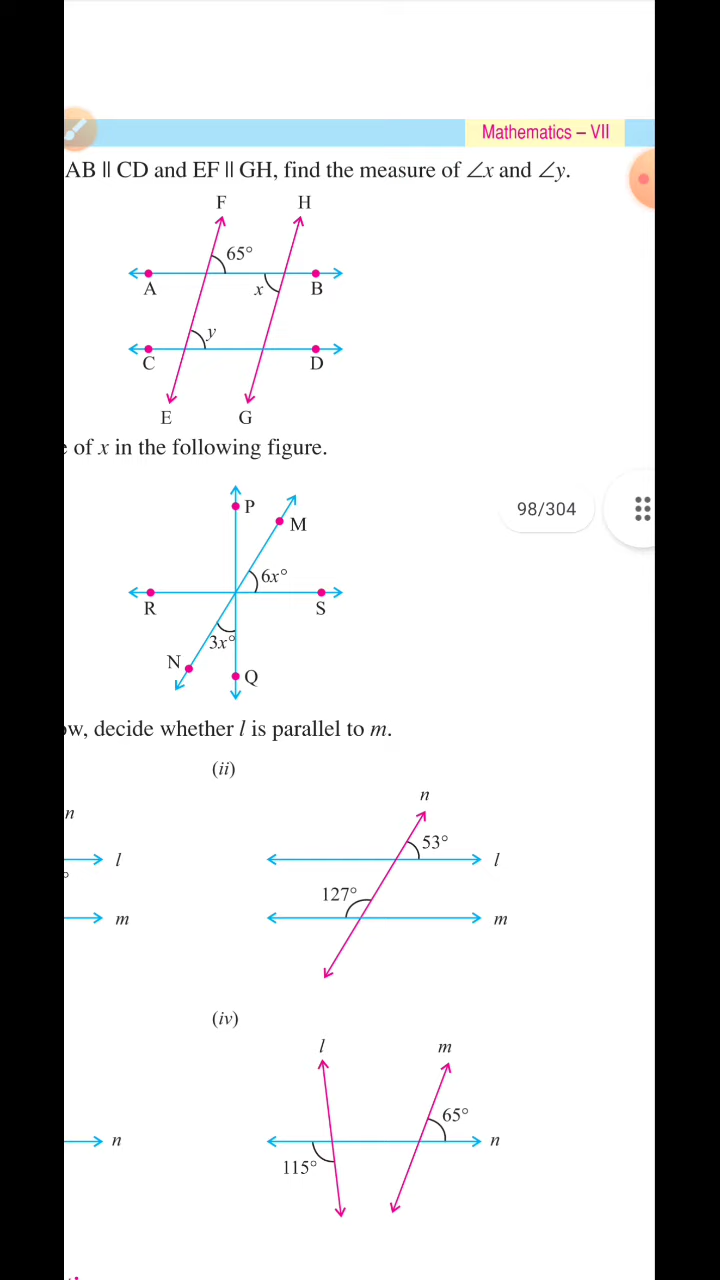 Mathematics – VII
AB || CD and EF || GH, find the measure of ∠x and ∠y.
F H
65°
A x B
y
C D
E G
of x in the following figure.
P
M
98/304
6x°
R S
3x°
N Q
w, decide whether l is parallel to m.
(ii)
n
n
53°
l l
127°
m m
(iv)
l m
65°
n n
115°